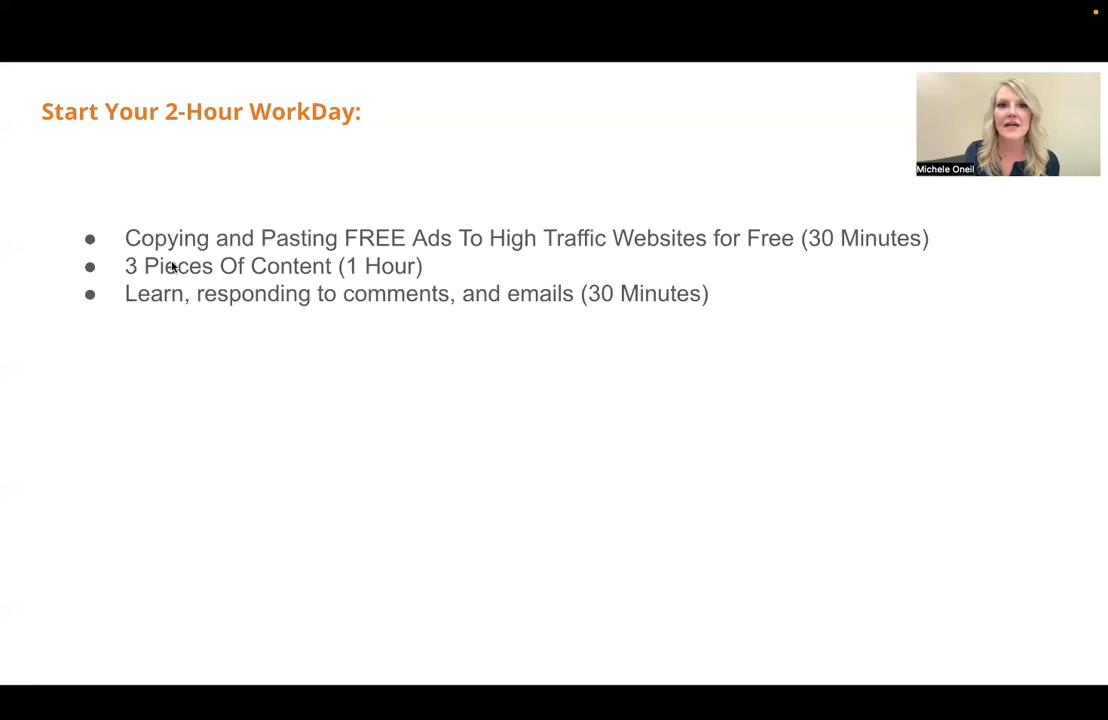 Start Your 2-Hour WorkDay:
Michele Oneil
● Copying and Pasting FREE Ads To High Traffic Websites for Free (30 Minutes)
● 3 Pieces Of Content (1 Hour)
● Learn, responding to comments, and emails (30 Minutes)